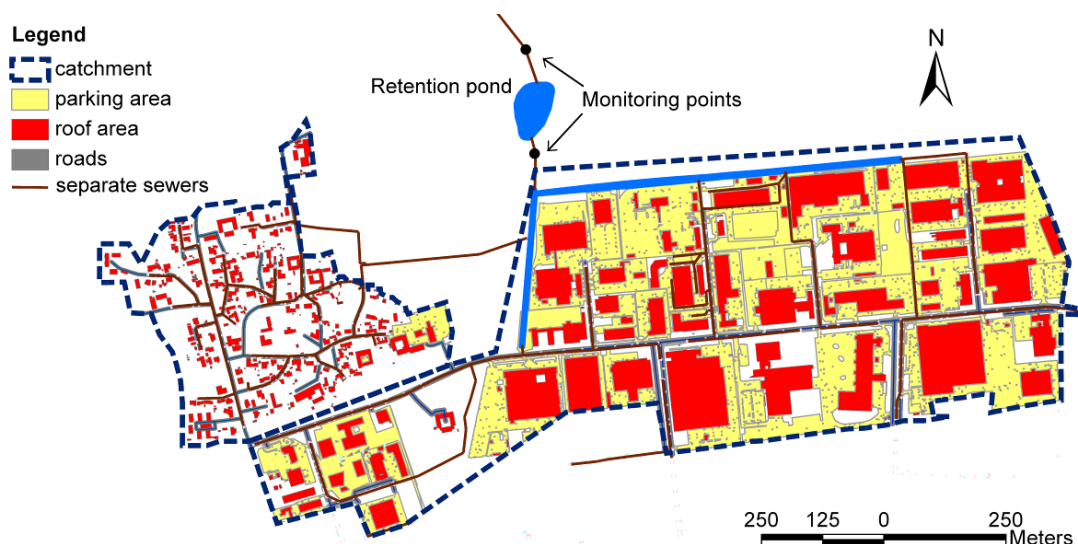 Legend
catchment
parking area
roof area
roads
separate sewers
Retention pond
Monitoring points
N
250 125 0 250
Meters